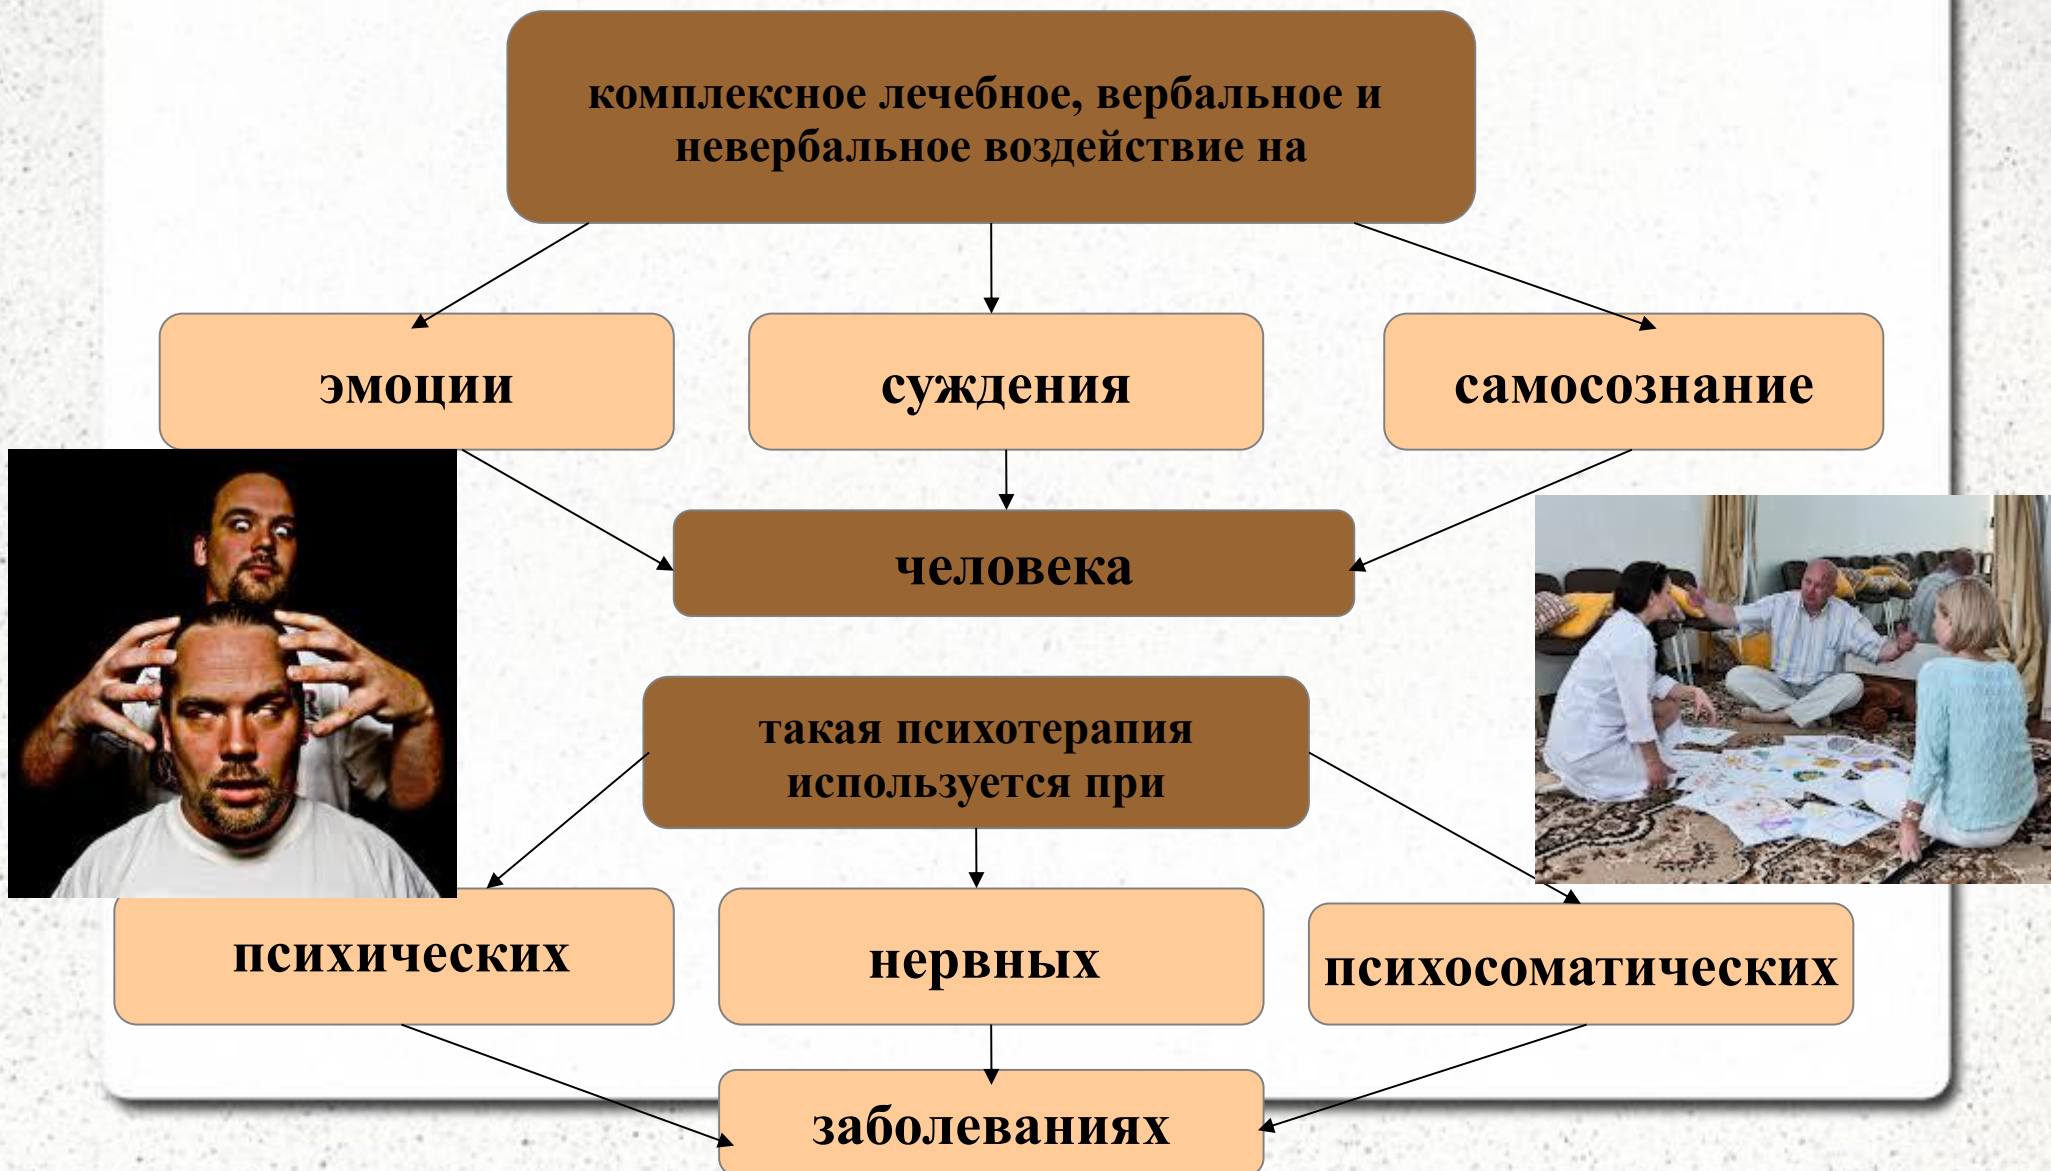 комплексное лечебное, вербальное и
невербальное воздействие на
эмоции
суждения
самосознание
человека
такая психотерапия
используется при
психических
нервных
психосоматических
заболеваниях